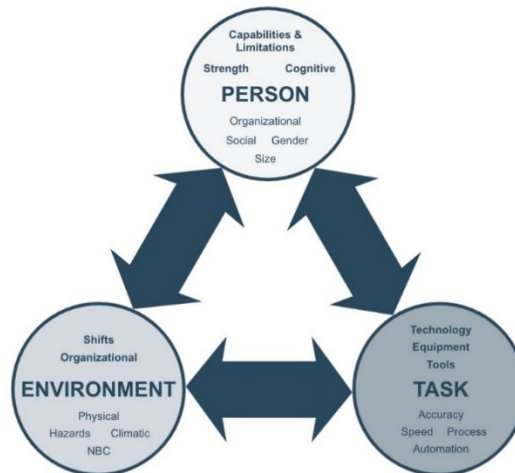 Capabilities &
Limitations
Strength Cognitive
PERSON
Organizational
Social Gender
Size
Shifts
Organizational
ENVIRONMENT
Physical
Hazards Climatic
NBC
Technology
Equipment
Tools
TASK
Accuracy
Speed Process
Automation